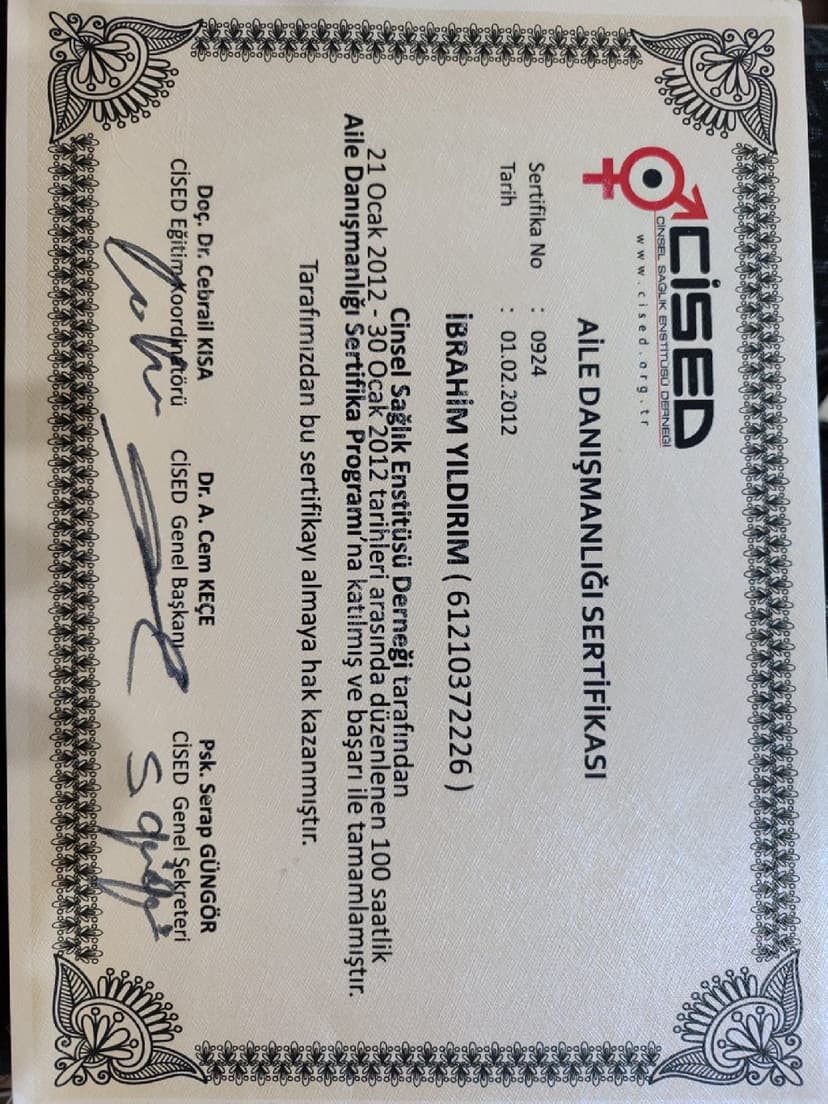 CİSED
CİNSEL SAĞLIK ENSTİTÜSÜ DERNEĞİ
www.cised.org.tr
AİLE DANIŞMANLIĞI SERTİFİKASI
Sertifika No : 0924
Tarih : 01.02.2012
İBRAHİM YILDIRIM ( 61210372226 )
Cinsel Sağlık Enstitüsü Derneği tarafından
21 Ocak 2012 - 30 Ocak 2012 tarihleri arasında düzenlenen 100 saatlik
Aile Danışmanlığı Sertifika Programı'na katılmış ve başarı ile tamamlamıştır.
Tarafımızdan bu sertifikayı almaya hak kazanmıştır.
Doç. Dr. Cebrail KISA Dr. A. Cem KEÇE Psk. Serap GÜNGÖR
CİSED Eğitim Koordinatörü CİSED Genel Başkanı CİSED Genel Sekreteri